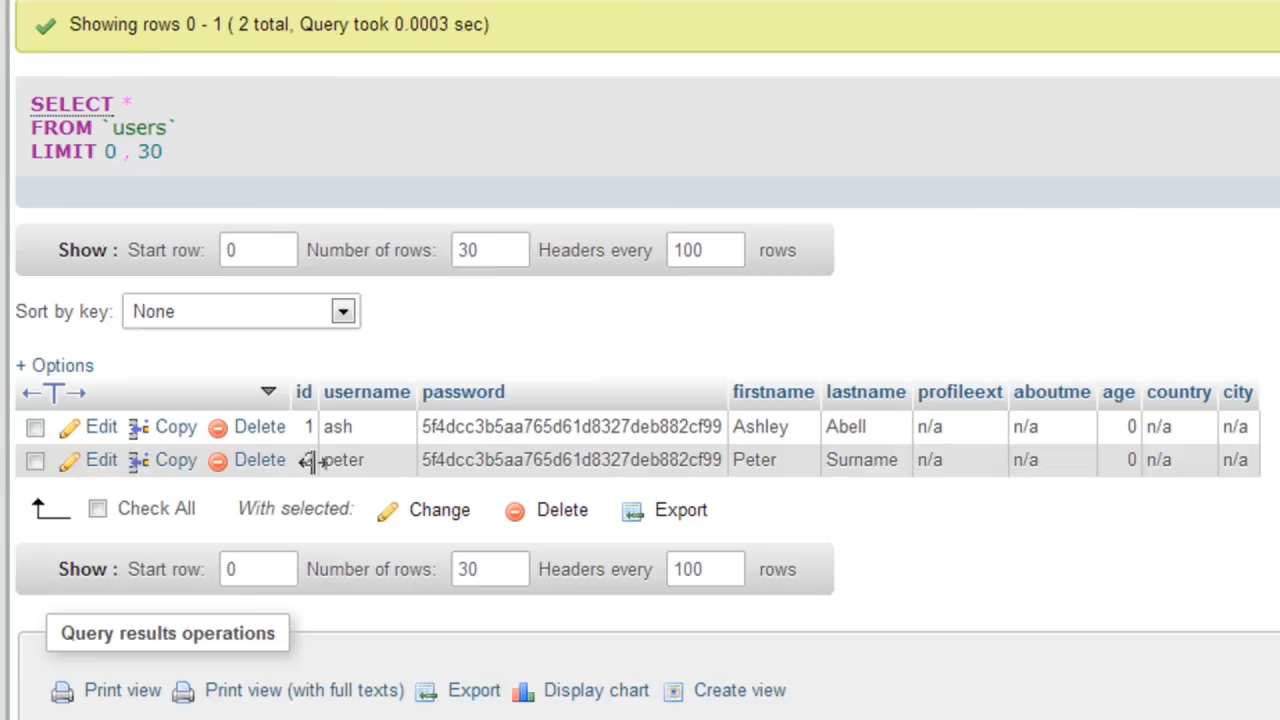 Showing rows 0 - 1 ( 2 total, Query took 0.0003 sec)
SELECT *
FROM `users`
LIMIT 0 , 30
Show : Start row: 0 Number of rows: 30 Headers every 100 rows
Sort by key: None
+ Options
id username password firstname lastname profileext aboutme age country city
Edit Copy Delete 1 ash 5f4dcc3b5aa765d61d8327deb882cf99 Ashley Abell n/a n/a 0 n/a n/a
Edit Copy Delete peter 5f4dcc3b5aa765d61d8327deb882cf99 Peter Surname n/a n/a 0 n/a n/a
Check All With selected: Change Delete Export
Show : Start row: 0 Number of rows: 30 Headers every 100 rows
Query results operations
Print view Print view (with full texts) Export Display chart Create view